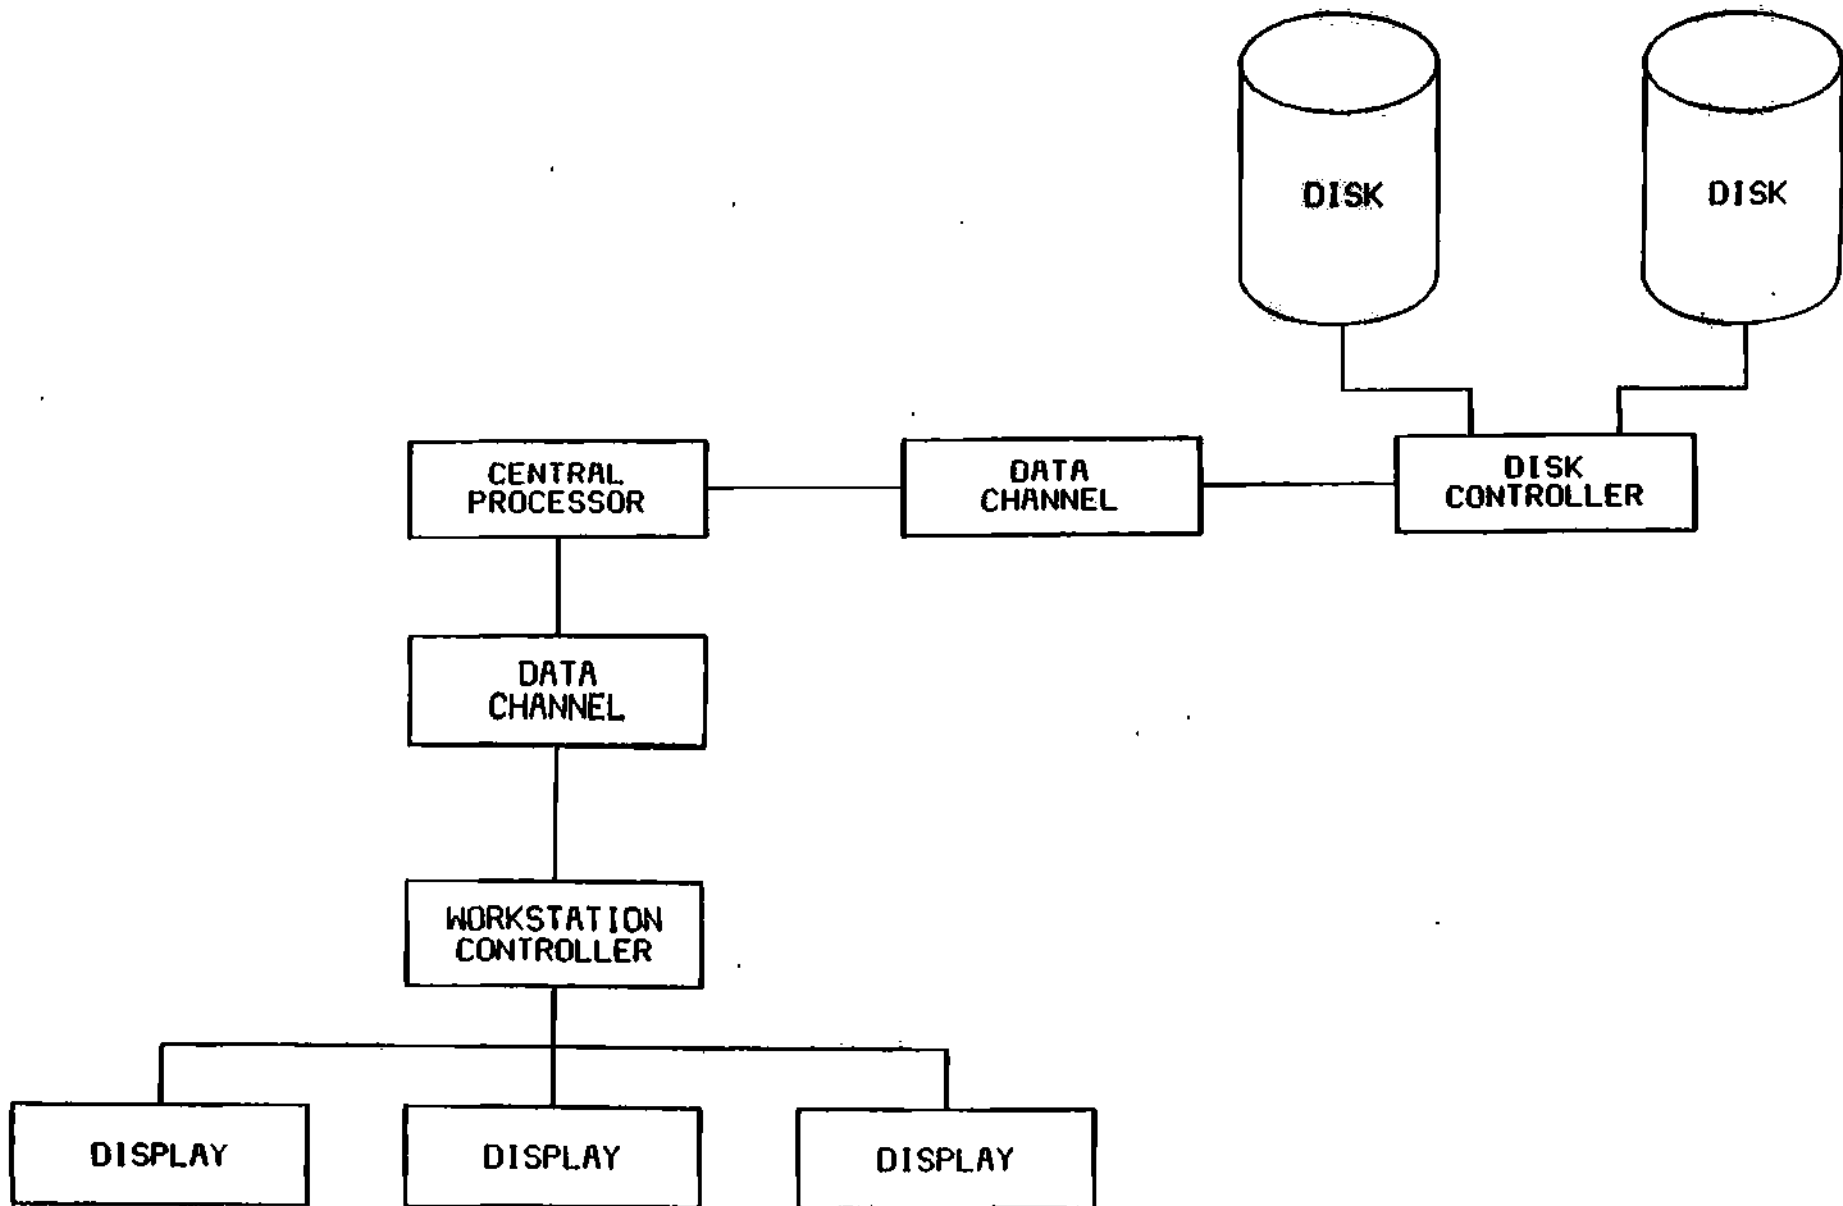 DISK
DISK
CENTRAL
PROCESSOR
DATA
CHANNEL
DISK
CONTROLLER
DATA
CHANNEL
WORKSTATION
CONTROLLER
DISPLAY
DISPLAY
DISPLAY